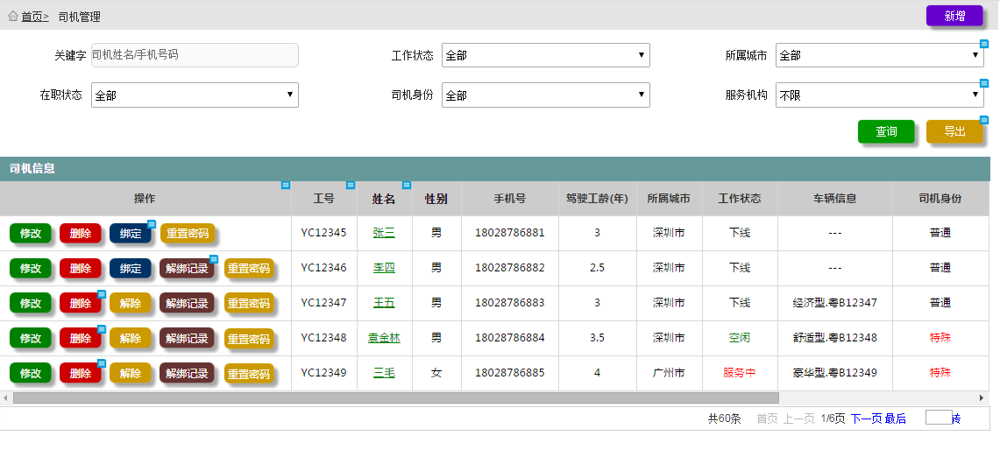 首页> 司机管理 新增
关键字 司机姓名/手机号码 工作状态 全部 所属城市 全部
在职状态 全部 司机身份 全部 服务机构 不限
查询 导出
司机信息
操作 工号 姓名 性别 手机号 驾驶工龄(年) 所属城市 工作状态 车辆信息 司机身份
修改 删除 绑定 重置密码 YC12345 张三 男 18028786881 3 深圳市 下线 --- 普通
修改 删除 绑定 解绑记录 重置密码 YC12346 李四 男 18028786882 2.5 深圳市 下线 --- 普通
修改 删除 解除 解绑记录 重置密码 YC12347 王五 男 18028786883 3 深圳市 下线 经济型.粤B12347 普通
修改 删除 解除 解绑记录 重置密码 YC12348 袁金林 男 18028786884 3.5 深圳市 空闲 舒适型.粤B12348 特殊
修改 删除 解除 解绑记录 重置密码 YC12349 三毛 女 18028786885 4 广州市 服务中 豪华型.粤B12349 特殊
共60条 首页 上一页 1/6页 下一页 最后 转